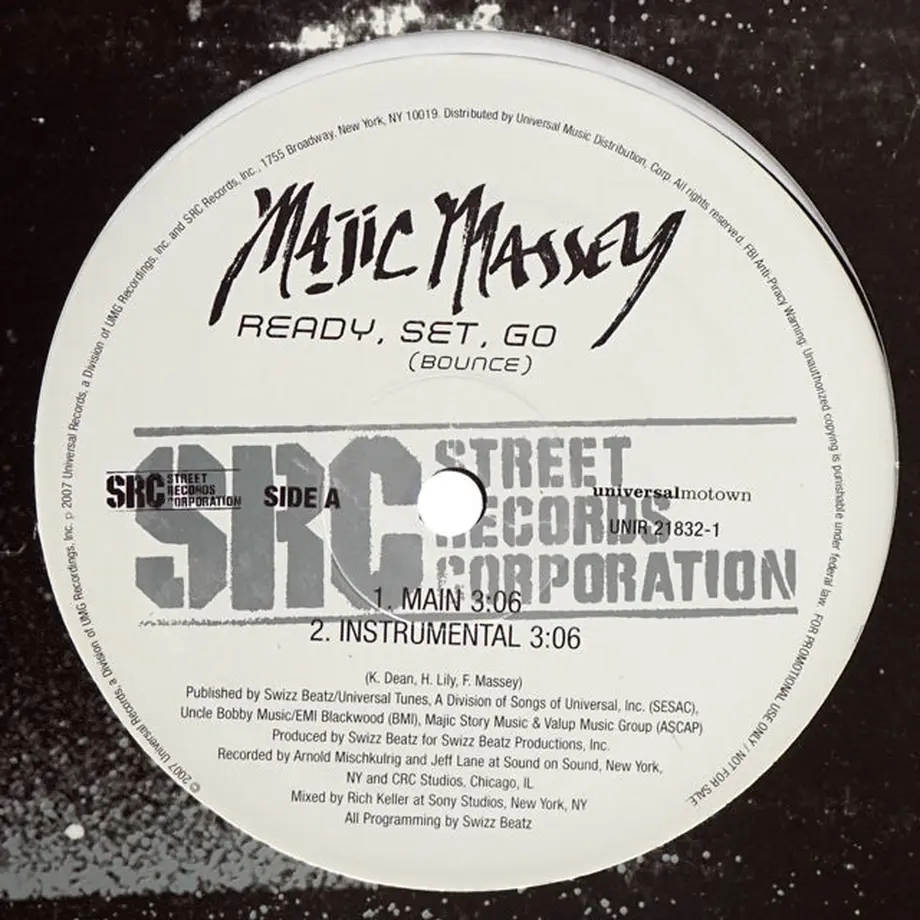 © 2007 Universal Records, a Division of UMG Recordings, Inc. ℗ 2007 Universal Records, a Division of UMG Recordings, Inc. and SRC Records, Inc., 1755 Broadway, New York, NY 10019. Distributed by Universal Music Distribution, Corp. All rights reserved. FBI Anti-Piracy Warning: Unauthorized copying is punishable under federal law. FOR PROMOTIONAL USE ONLY / NOT FOR SALE
MAJIC MASSEY
READY, SET, GO
(BOUNCE)
SRC STREET
RECORDS
CORPORATION
SRC STREET
RECORDS
CORPORATION
SIDE A
universalmotown
UNIR 21832-1
1. MAIN 3:06
2. INSTRUMENTAL 3:06
(K. Dean, H. Lily, F. Massey)
Published by Swizz Beatz/Universal Tunes, A Division of Songs of Universal, Inc. (SESAC),
Uncle Bobby Music/EMI Blackwood (BMI), Majic Story Music & Valup Music Group (ASCAP)
Produced by Swizz Beatz for Swizz Beatz Productions, Inc.
Recorded by Arnold Mischkulrig and Jeff Lane at Sound on Sound, New York,
NY and CRC Studios, Chicago, IL
Mixed by Rich Keller at Sony Studios, New York, NY
All Programming by Swizz Beatz